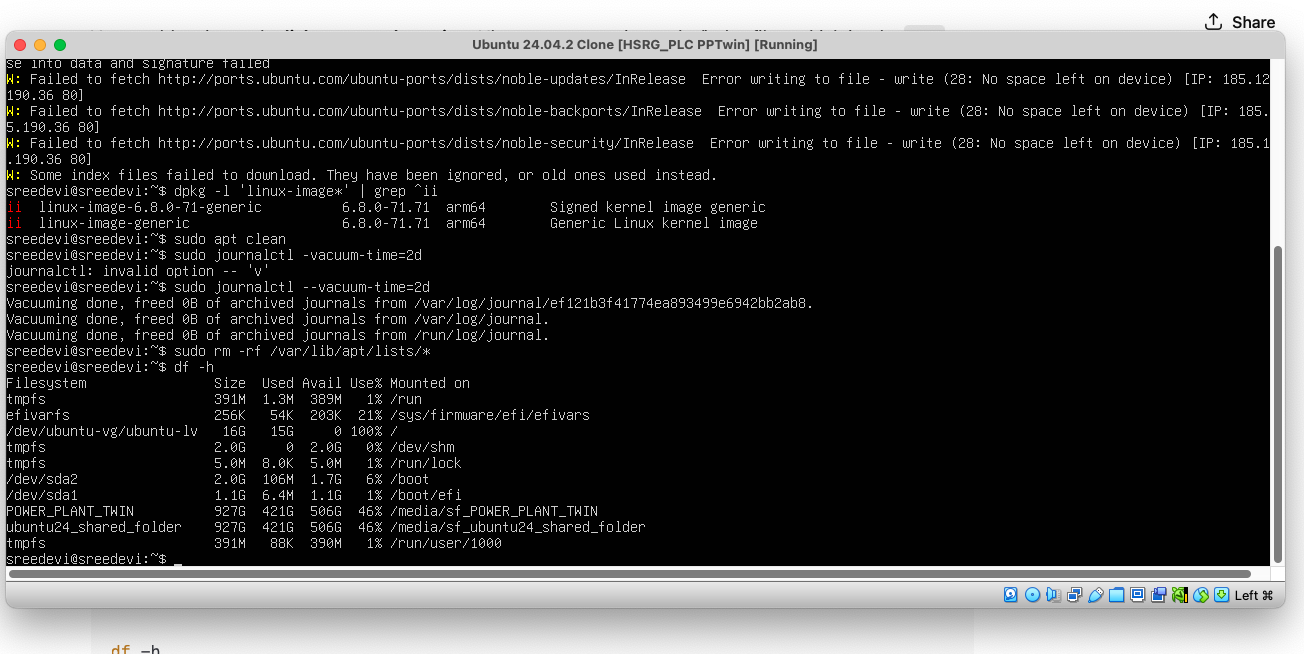 Share
Ubuntu 24.04.2 Clone [HSRG_PLC PPTwin] [Running]
se into data and signature failed
W: Failed to fetch http://ports.ubuntu.com/ubuntu-ports/dists/noble-updates/InRelease  Error writing to file - write (28: No space left on device) [IP: 185.12
190.36 80]
W: Failed to fetch http://ports.ubuntu.com/ubuntu-ports/dists/noble-backports/InRelease  Error writing to file - write (28: No space left on device) [IP: 185.
5.190.36 80]
W: Failed to fetch http://ports.ubuntu.com/ubuntu-ports/dists/noble-security/InRelease  Error writing to file - write (28: No space left on device) [IP: 185.1
.190.36 80]
W: Some index files failed to download. They have been ignored, or old ones used instead.
sreedevi@sreedevi:~$ dpkg -l 'linux-image*' | grep ^ii
ii  linux-image-6.8.0-71-generic          6.8.0-71.71  arm64        Signed kernel image generic
ii  linux-image-generic                   6.8.0-71.71  arm64        Generic Linux kernel image
sreedevi@sreedevi:~$ sudo apt clean
sreedevi@sreedevi:~$ sudo journalctl -vacuum-time=2d
journalctl: invalid option -- 'v'
sreedevi@sreedevi:~$ sudo journalctl --vacuum-time=2d
Vacuuming done, freed 0B of archived journals from /var/log/journal/ef121b3f41774ea893499e6942bb2ab8.
Vacuuming done, freed 0B of archived journals from /var/log/journal.
Vacuuming done, freed 0B of archived journals from /run/log/journal.
sreedevi@sreedevi:~$ sudo rm -rf /var/lib/apt/lists/*
sreedevi@sreedevi:~$ df -h
Filesystem                Size  Used Avail Use% Mounted on
tmpfs                     391M  1.3M  389M   1% /run
efivarfs                  256K   54K  203K  21% /sys/firmware/efi/efivars
/dev/ubuntu-vg/ubuntu-lv   16G   15G     0 100% /
tmpfs                     2.0G     0  2.0G   0% /dev/shm
tmpfs                     5.0M  8.0K  5.0M   1% /run/lock
/dev/sda2                 2.0G  106M  1.7G   6% /boot
/dev/sda1                 1.1G  6.4M  1.1G   1% /boot/efi
POWER_PLANT_TWIN          927G  421G  506G  46% /media/sf_POWER_PLANT_TWIN
ubuntu24_shared_folder    927G  421G  506G  46% /media/sf_ubuntu24_shared_folder
tmpfs                     391M   88K  390M   1% /run/user/1000
sreedevi@sreedevi:~$ _
Left ⌘
df -h